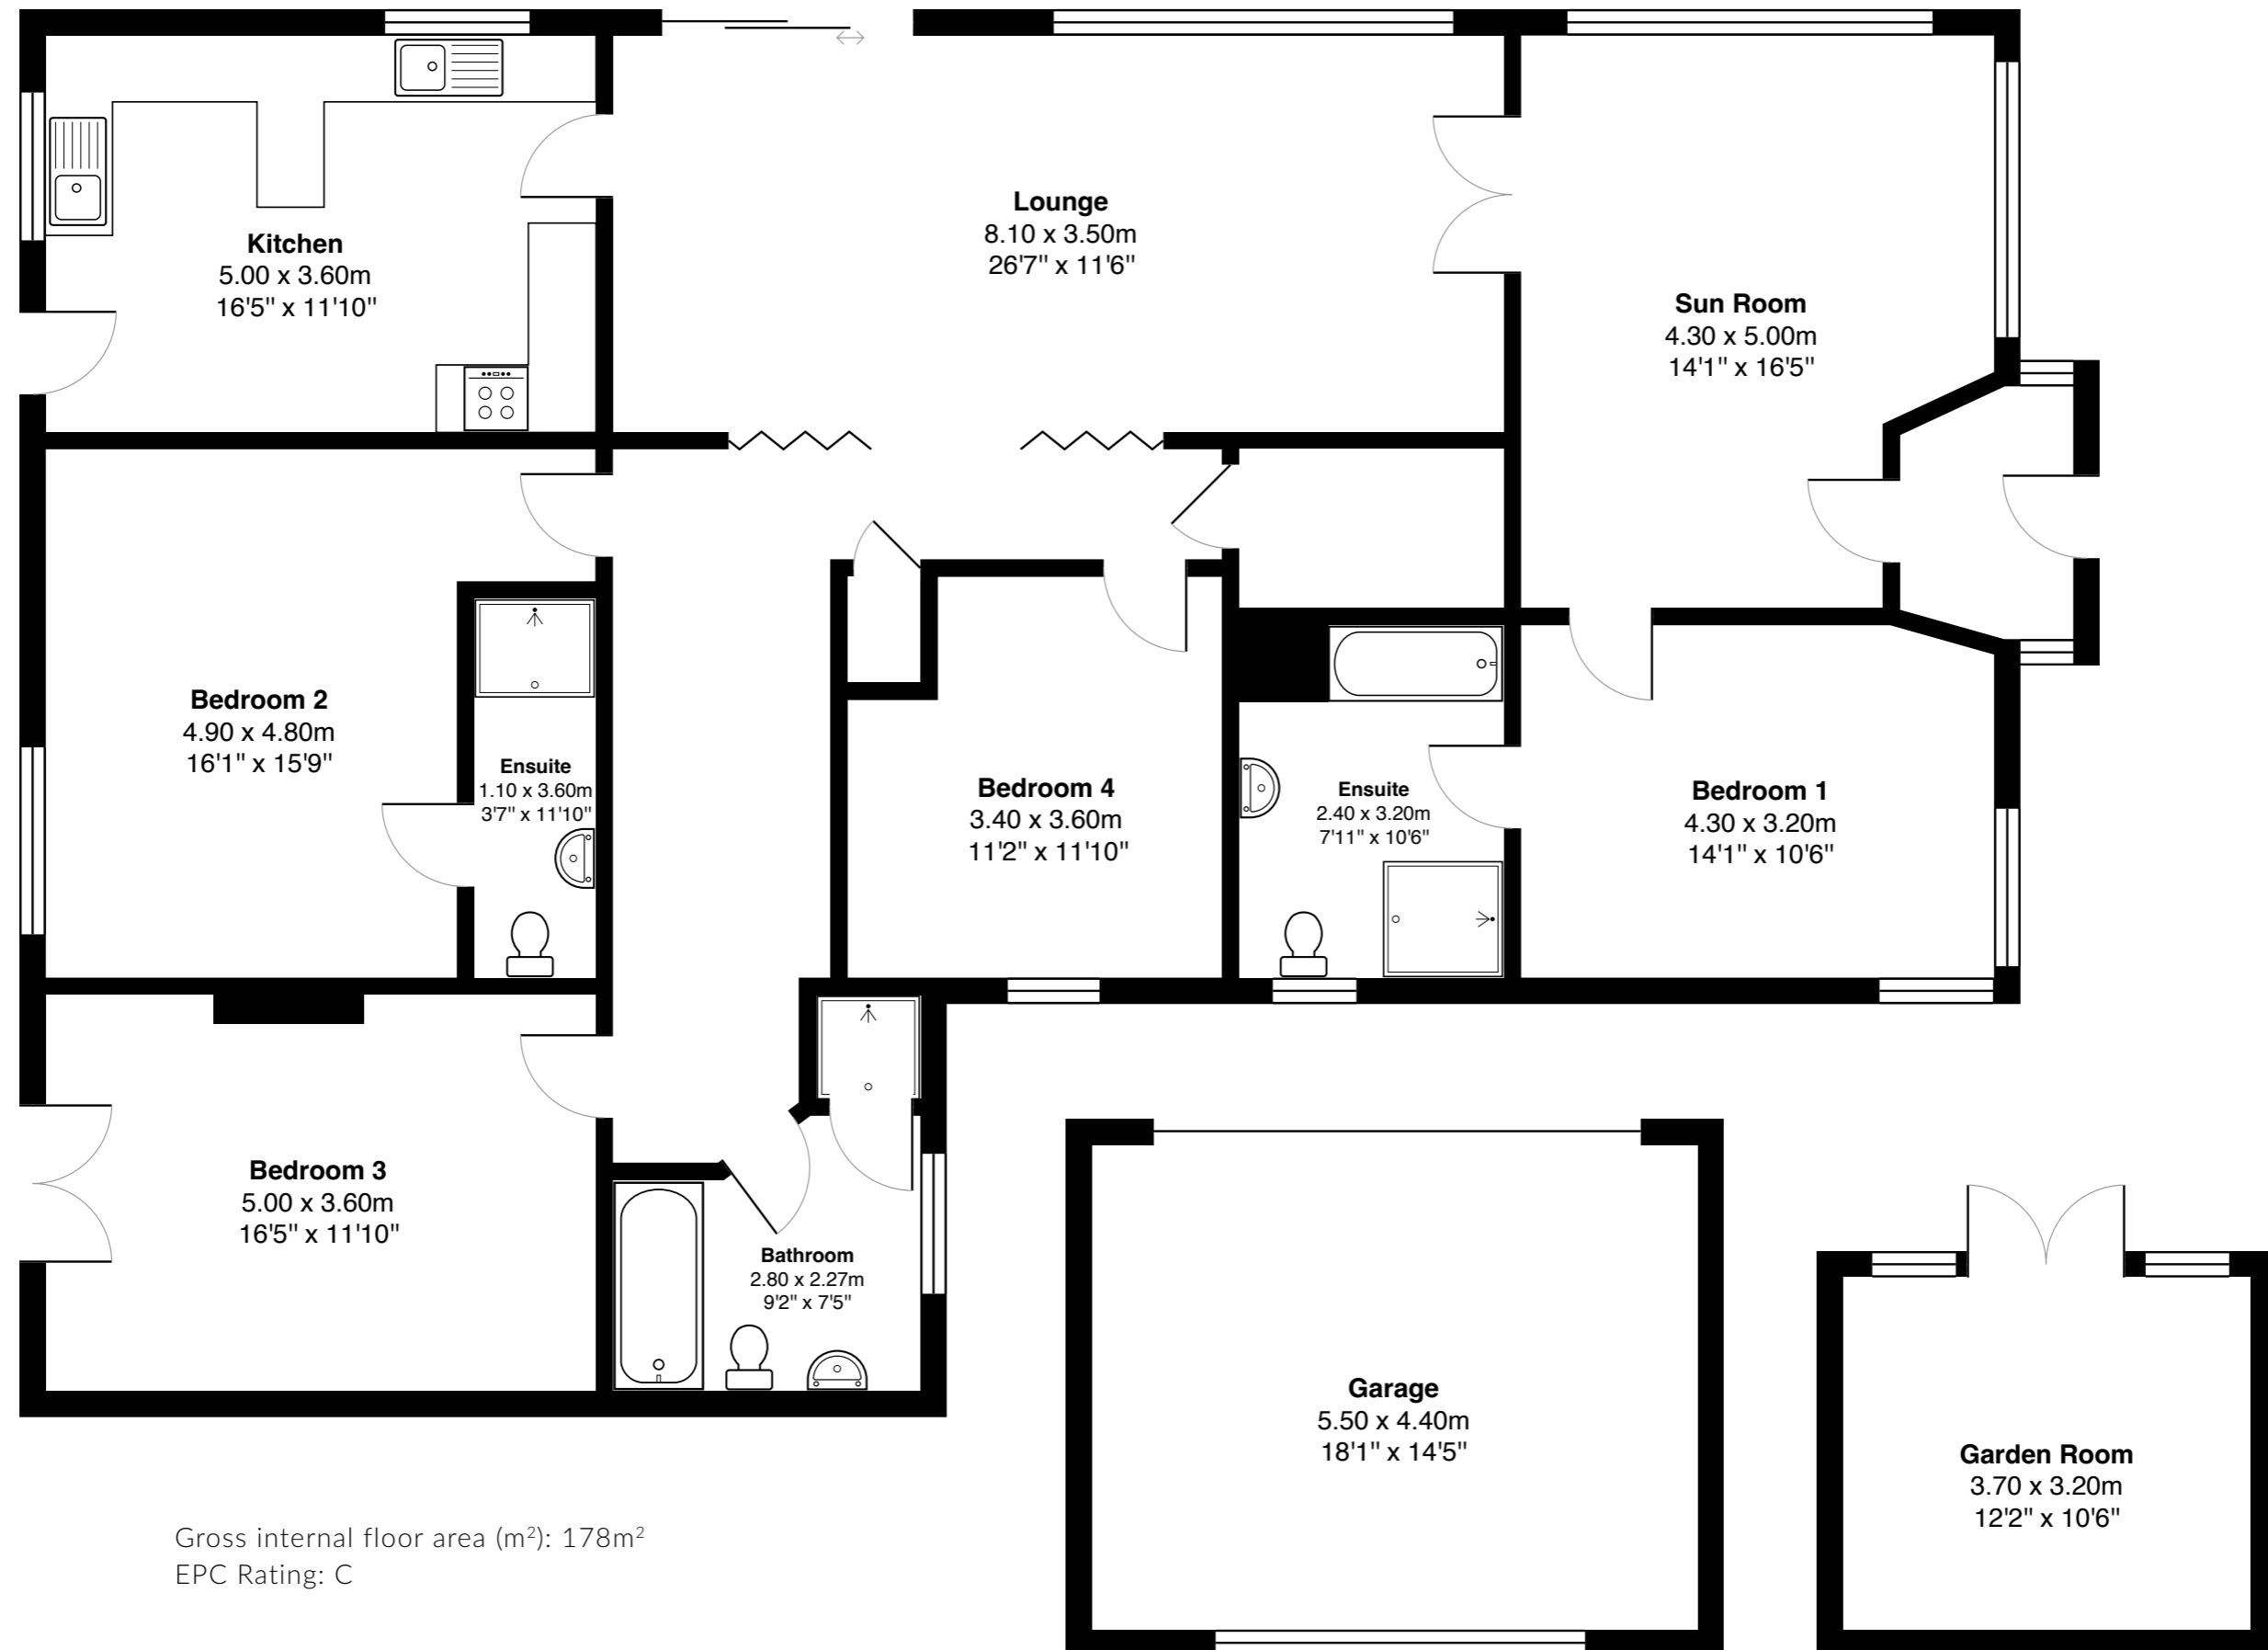 Kitchen
5.00 x 3.60m
16'5" x 11'10"
Lounge
8.10 x 3.50m
26'7" x 11'6"
Sun Room
4.30 x 5.00m
14'1" x 16'5"
Bedroom 2
4.90 x 4.80m
16'1" x 15'9"
Ensuite
1.10 x 3.60m
3'7" x 11'10"
Bedroom 4
3.40 x 3.60m
11'2" x 11'10"
Ensuite
2.40 x 3.20m
7'11" x 10'6"
Bedroom 1
4.30 x 3.20m
14'1" x 10'6"
Bedroom 3
5.00 x 3.60m
16'5" x 11'10"
Bathroom
2.80 x 2.27m
9'2" x 7'5"
Garage
5.50 x 4.40m
18'1" x 14'5"
Garden Room
3.70 x 3.20m
12'2" x 10'6"
Gross internal floor area (m²): 178m²
EPC Rating: C